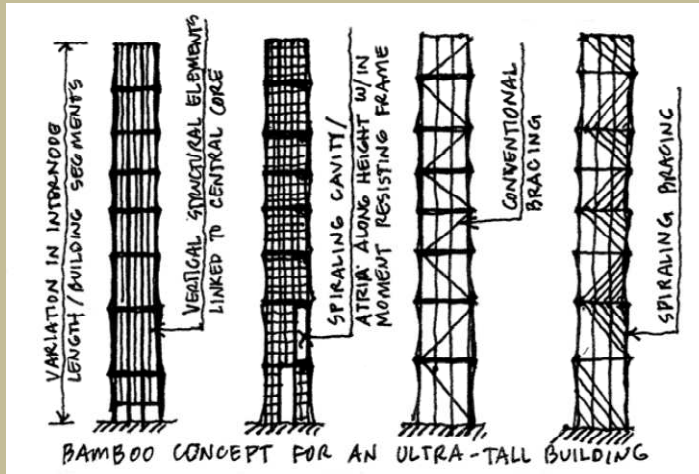 VARIATION IN INTERNODE
LENGTH / BUILDING SEGMENTS
VERTICAL STRUCTURAL ELEMENTS
LINKED TO CENTRAL CORE
SPIRALING CAVITY/
ATRIA ALONG HEIGHT W/IN
MOMENT RESISTING FRAME
CONVENTIONAL
BRACING
SPIRALING BRACING
BAMBOO CONCEPT FOR AN ULTRA-TALL BUILDING